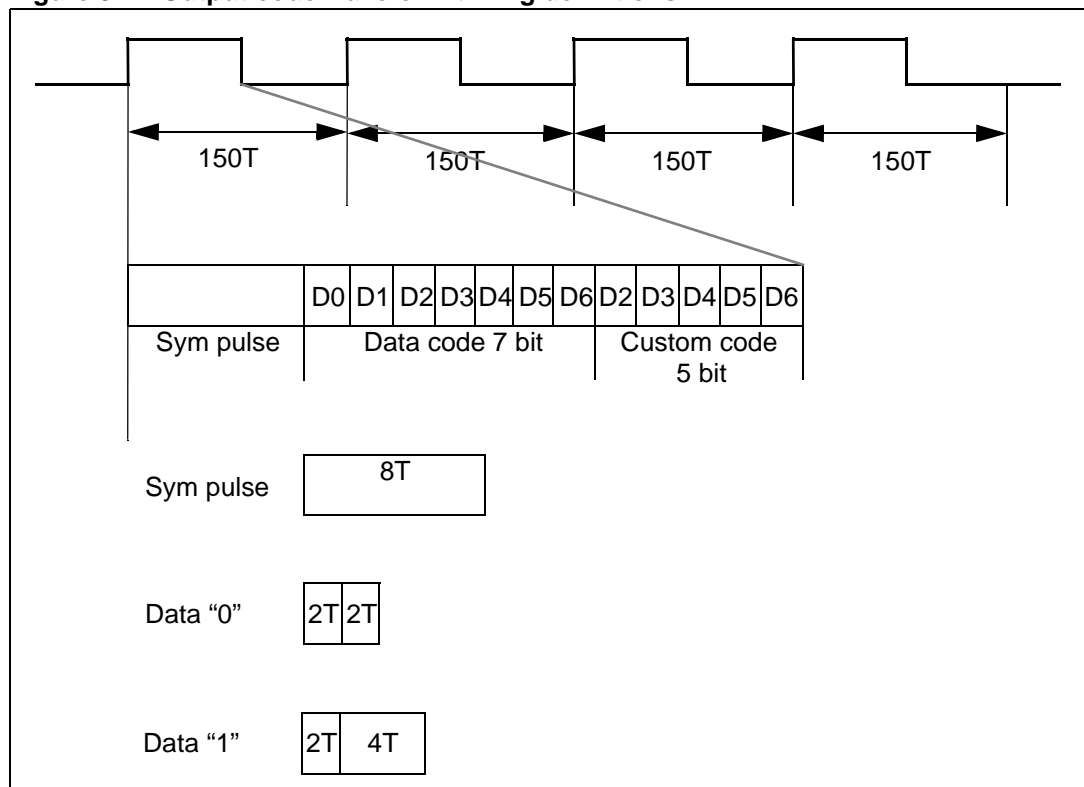 150T 150T 150T 150T
D0 D1 D2 D3 D4 D5 D6 D2 D3 D4 D5 D6
Sym pulse Data code 7 bit Custom code
5 bit
Sym pulse 8T
Data “0” 2T 2T
Data “1” 2T 4T